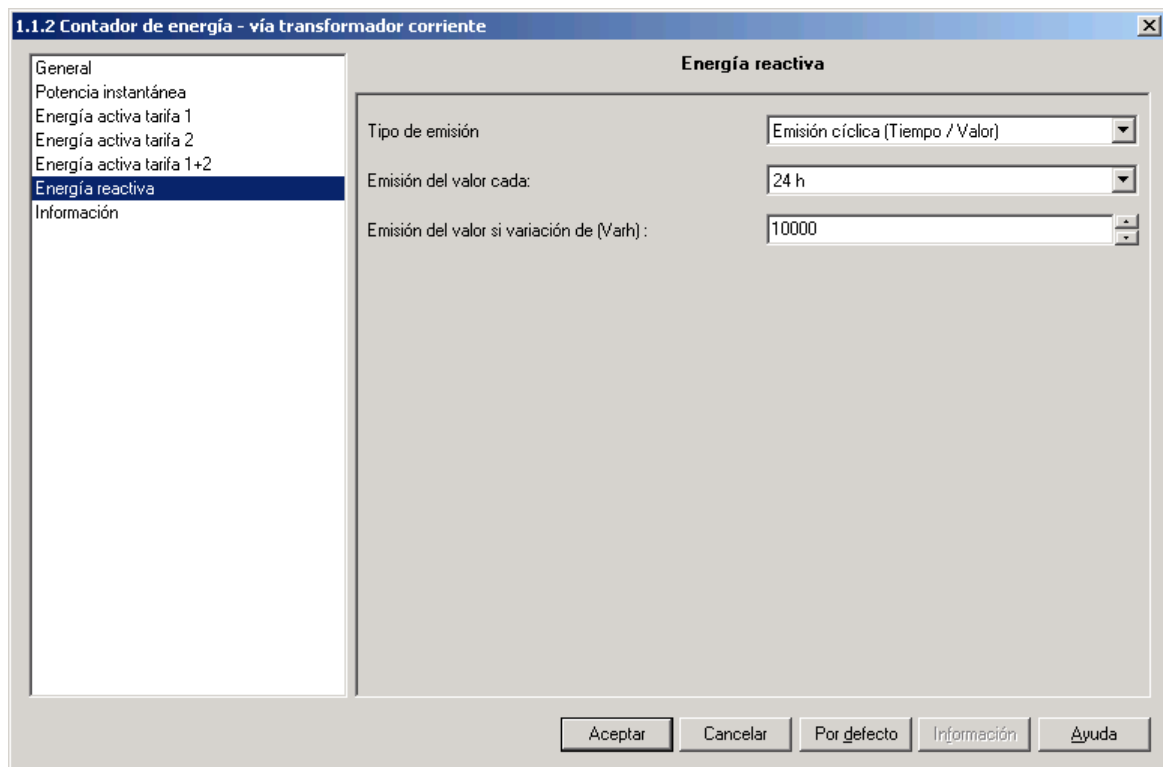 1.1.2 Contador de energía - vía transformador corriente
General
Potencia instantánea
Energía activa tarifa 1
Energía activa tarifa 2
Energía activa tarifa 1+2
Energía reactiva
Información
Energía reactiva
Tipo de emisión
Emisión cíclica (Tiempo / Valor)
Emisión del valor cada:
24 h
Emisión del valor si variación de (Varh) :
10000
Aceptar
Cancelar
Por defecto
Información
Ayuda